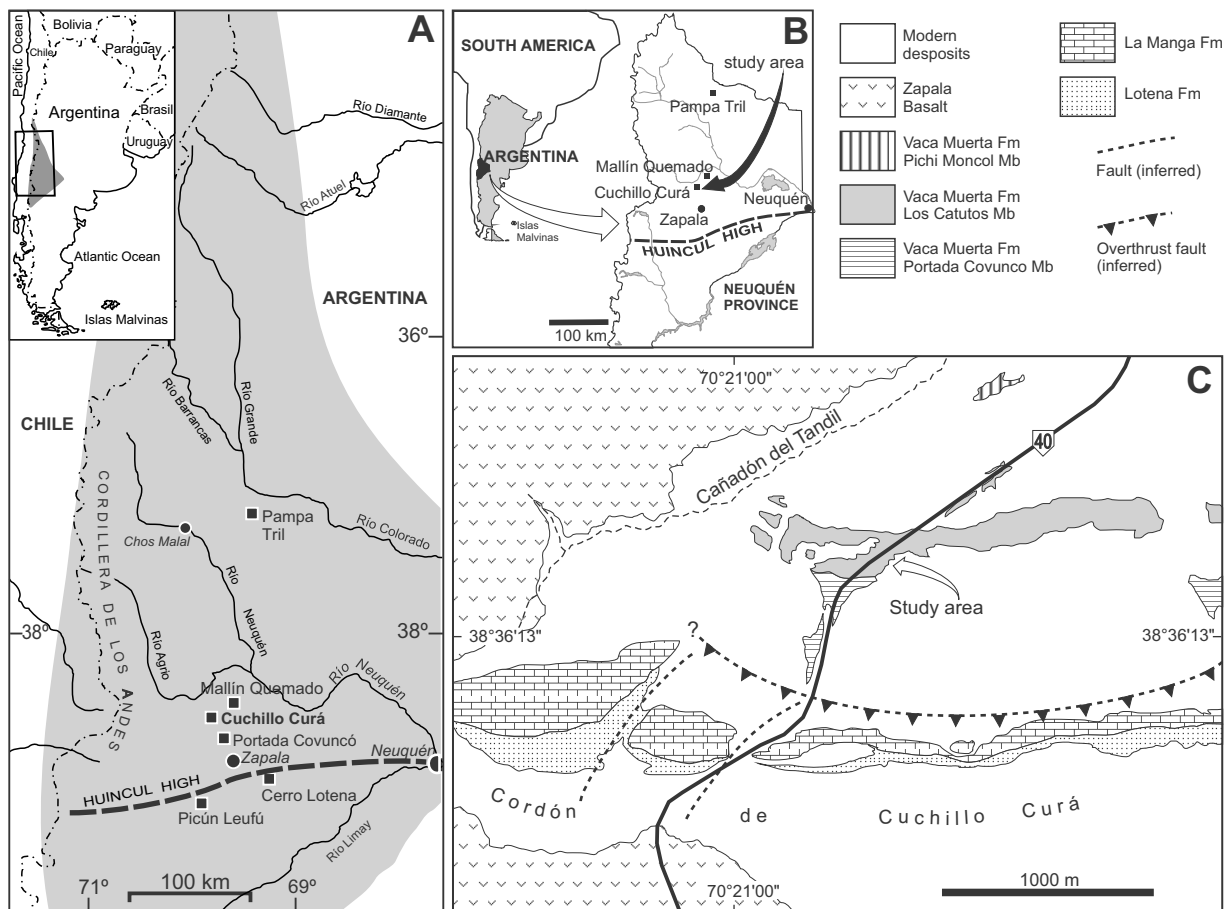 A
Bolivia
Pacific Ocean
Chile
Paraguay
Argentina
Brasil
Uruguay
Atlantic Ocean
Islas Malvinas
Río Diamante
Río Atuel
ARGENTINA
36º
CHILE
Río Barrancas
Río Grande
CORDILLERA DE LOS ANDES
Pampa
Tril
Río Colorado
Chos Malal
Río
Neuquén
38º
38º
Río Agrio
Río Neuquén
Mallín Quemado
Cuchillo Curá
Portada Covuncó
Zapala
Neuquén
HUINCUL HIGH
Cerro Lotena
Picún Leufú
Río Limay
100 km
71º
69º
B
SOUTH AMERICA
study area
Pampa Tril
ARGENTINA
Mallín Quemado
Cuchillo Curá
Neuquén
Zapala
Islas
Malvinas
HUINCUL HIGH
NEUQUÉN
PROVINCE
100 km
Modern
desposits
Zapala
Basalt
Vaca Muerta Fm
Pichi Moncol Mb
Vaca Muerta Fm
Los Catutos Mb
Vaca Muerta Fm
Portada Covunco Mb
La Manga Fm
Lotena Fm
Fault (inferred)
Overthrust fault
(inferred)
C
70°21'00"
40
Cañadón del Tandil
Study area
38°36'13"
38°36'13"
?
Cordón de Cuchillo Curá
70°21'00"
1000 m